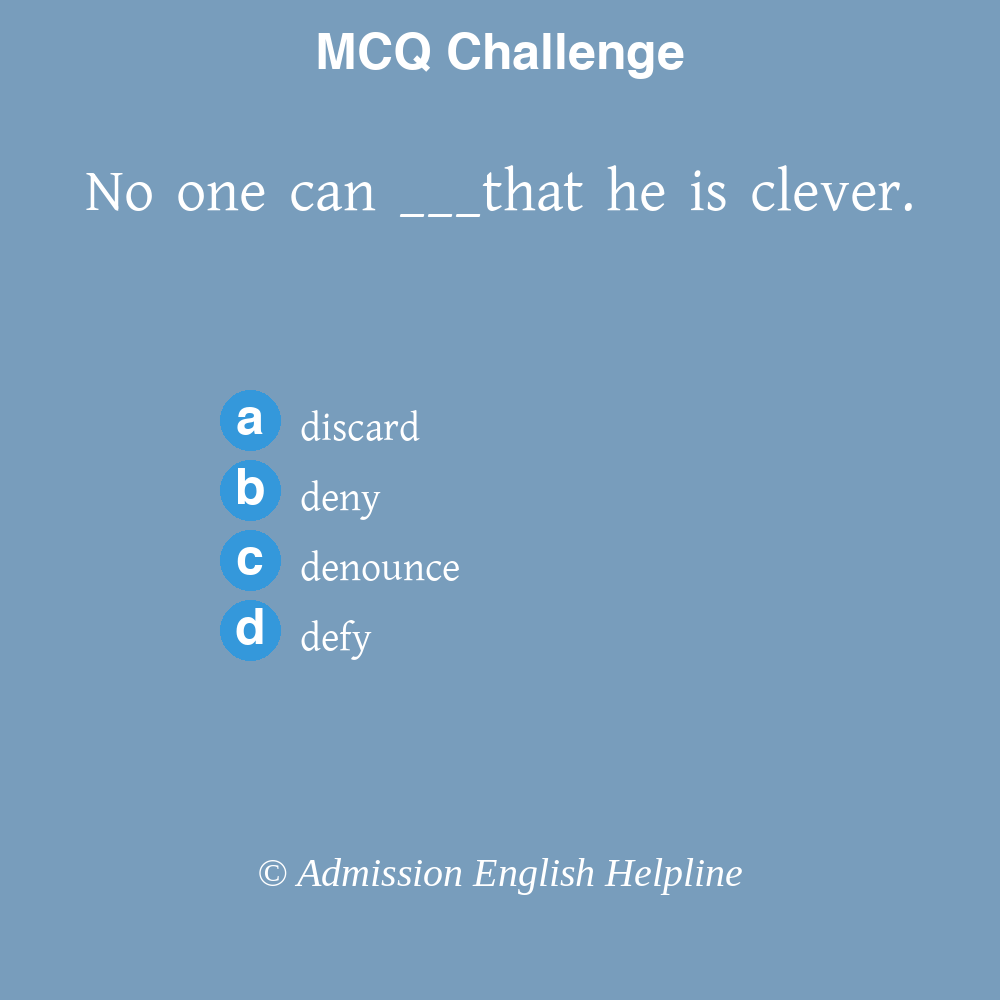 MCQ Challenge
No one can ___that he is clever.
a discard
b deny
c denounce
d defy
© Admission English Helpline